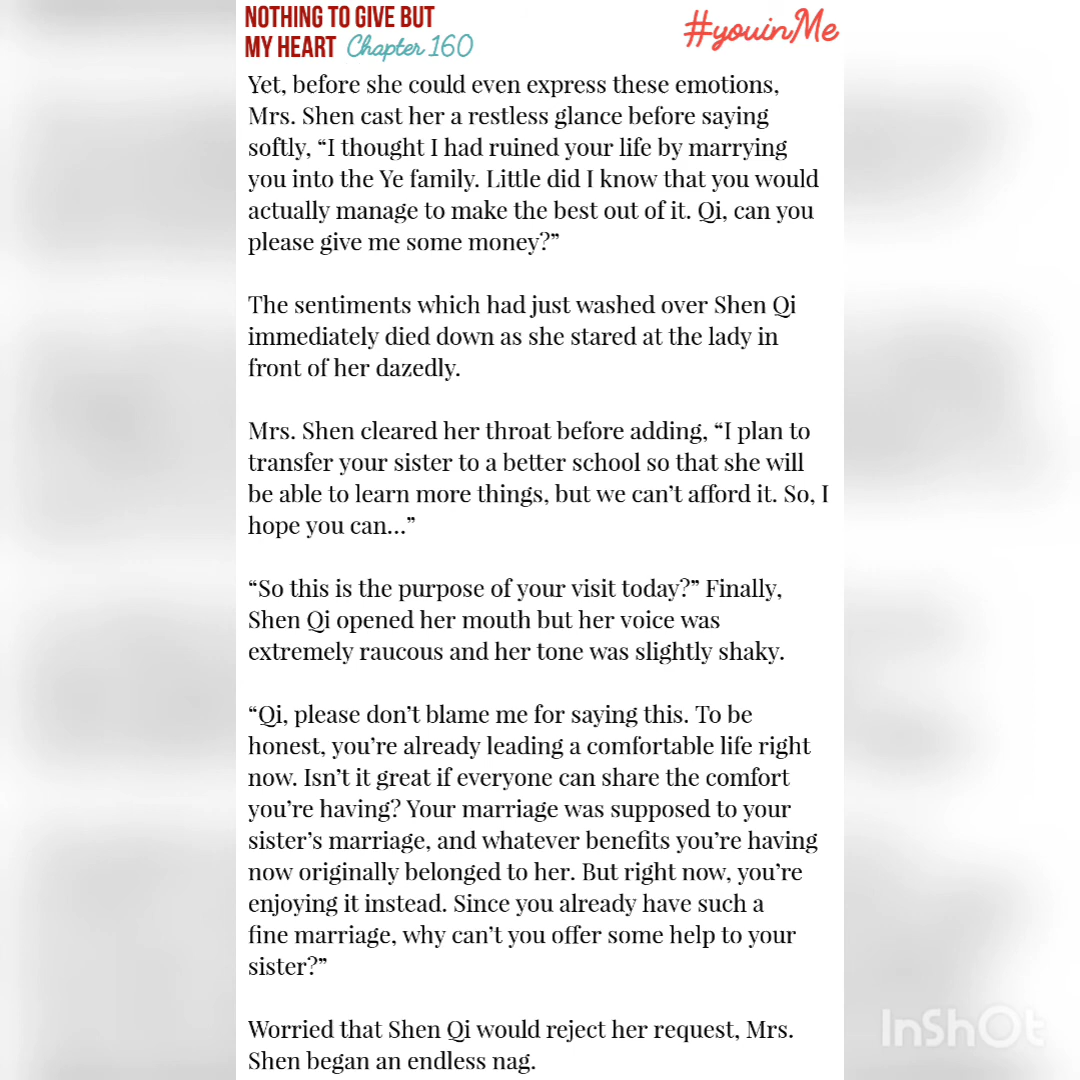 NOTHING TO GIVE BUT
MY HEART Chapter 160
#youinMe
Yet, before she could even express these emotions,
Mrs. Shen cast her a restless glance before saying
softly, “I thought I had ruined your life by marrying
you into the Ye family. Little did I know that you would
actually manage to make the best out of it. Qi, can you
please give me some money?”
The sentiments which had just washed over Shen Qi
immediately died down as she stared at the lady in
front of her dazedly.
Mrs. Shen cleared her throat before adding, “I plan to
transfer your sister to a better school so that she will
be able to learn more things, but we can’t afford it. So, I
hope you can...”
“So this is the purpose of your visit today?” Finally,
Shen Qi opened her mouth but her voice was
extremely raucous and her tone was slightly shaky.
“Qi, please don’t blame me for saying this. To be
honest, you’re already leading a comfortable life right
now. Isn’t it great if everyone can share the comfort
you’re having? Your marriage was supposed to your
sister’s marriage, and whatever benefits you’re having
now originally belonged to her. But right now, you’re
enjoying it instead. Since you already have such a
fine marriage, why can’t you offer some help to your
sister?”
Worried that Shen Qi would reject her request, Mrs.
Shen began an endless nag.
InShOt